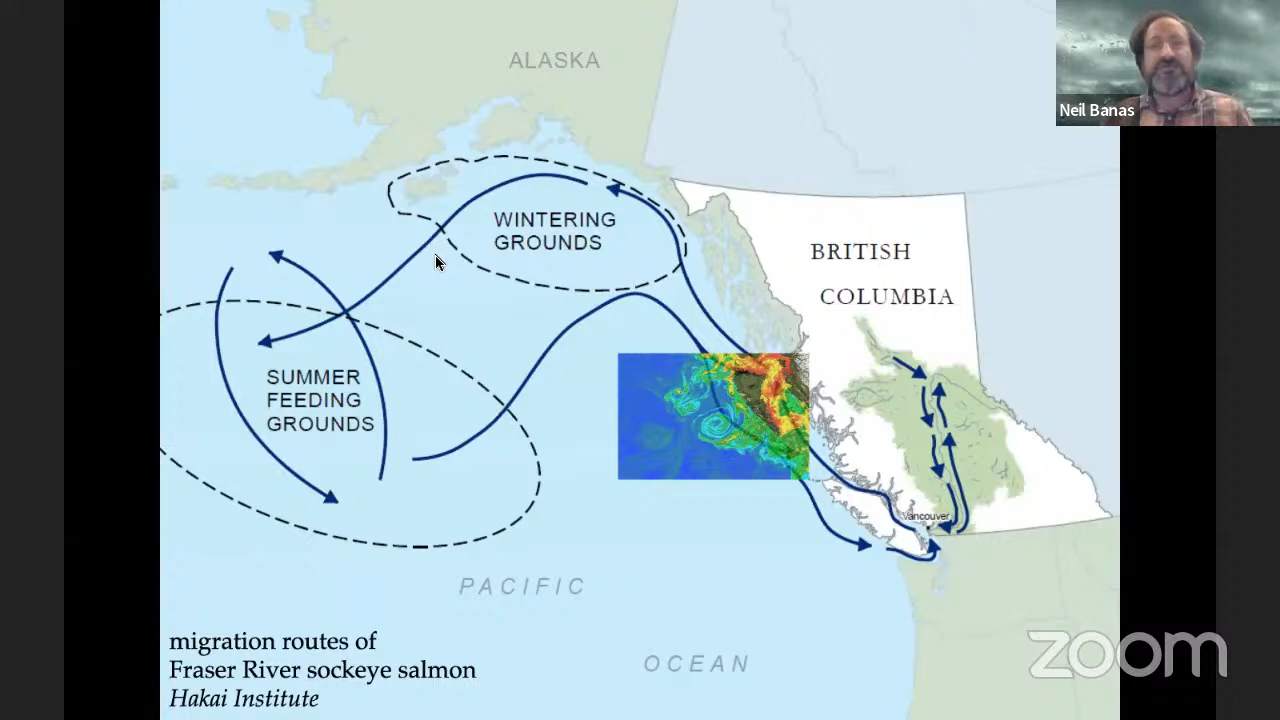 ALASKA
Neil Banas
WINTERING
GROUNDS
BRITISH
COLUMBIA
SUMMER
FEEDING
GROUNDS
Vancouver
PACIFIC
OCEAN
migration routes of
Fraser River sockeye salmon
Hakai Institute
zoom